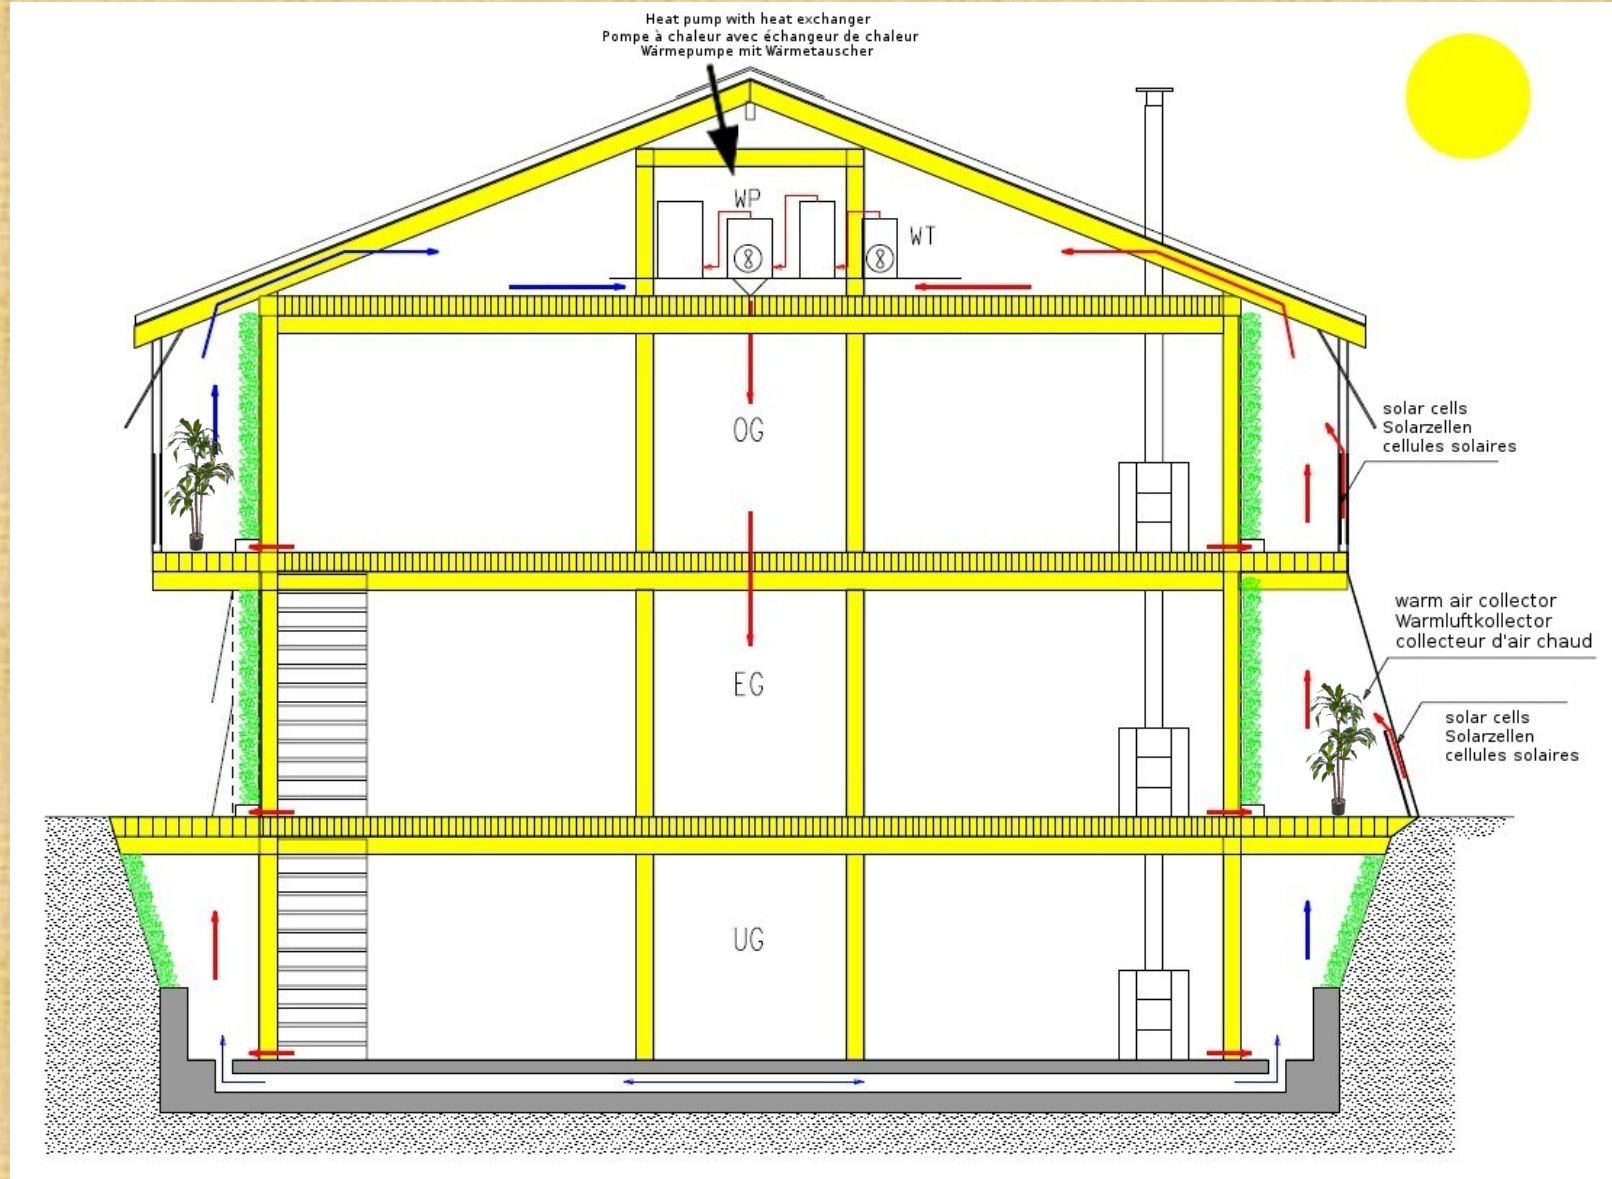 Heat pump with heat exchanger
Pompe à chaleur avec échangeur de chaleur
Wärmepumpe mit Wärmetauscher
WP
WT
OG
solar cells
Solarzellen
cellules solaires
warm air collector
Warmluftkollector
collecteur d'air chaud
EG
solar cells
Solarzellen
cellules solaires
UG